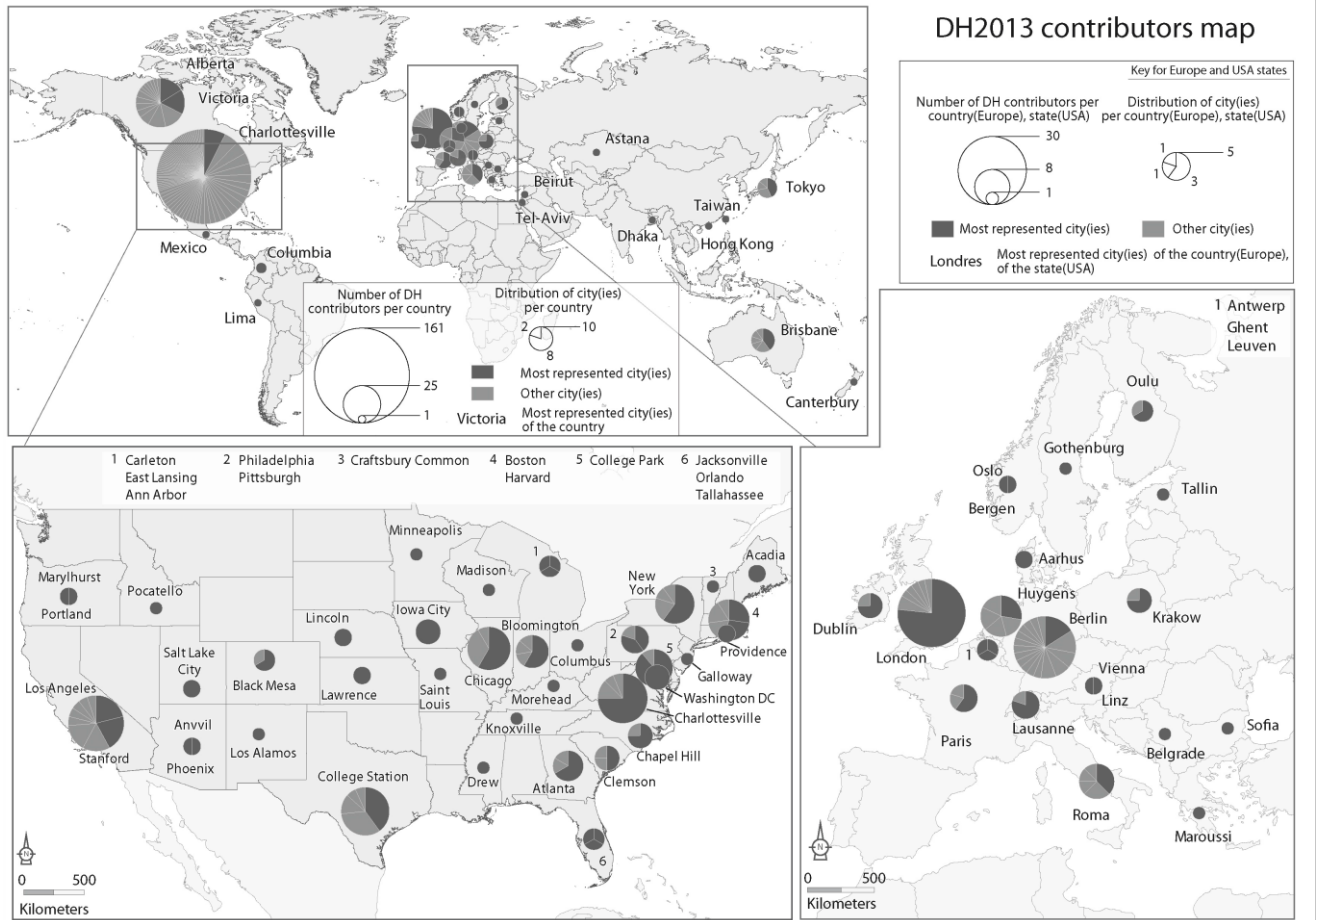 DH2013 contributors map
Key for Europe and USA states
Number of DH contributors per
country(Europe), state(USA)
30
8
1
Distribution of city(ies)
per country(Europe), state(USA)
1
5
1
3
Most represented city(ies)
Other city(ies)
Londres
Most represented city(ies) of the country(Europe),
of the state(USA)
Alberta
Victoria
Charlottesville
Mexico
Columbia
Lima
Astana
Beirut
Tel-Aviv
Tokyo
Taiwan
Dhaka
Hong Kong
Brisbane
Canterbury
Number of DH
contributors per country
161
25
1
Ditribution of city(ies)
per country
2
10
8
Most represented city(ies)
Other city(ies)
Victoria
Most represented city(ies)
of the country
1 Carleton
East Lansing
Ann Arbor
2 Philadelphia
Pittsburgh
3 Craftsbury Common
4 Boston
Harvard
5 College Park
6 Jacksonville
Orlando
Tallahassee
Minneapolis
1
Acadia
Marylhurst
Portland
Pocatello
Madison
New
York
3
4
Iowa City
Lincoln
Bloomington
2
Providence
Salt Lake
City
Black Mesa
Columbus
5
Galloway
Los Angeles
Stanford
Lawrence
Saint
Louis
Chicago
Morehead
Washington DC
Charlottesville
Anvvil
Phoenix
Los Alamos
Knoxville
Chapel Hill
College Station
Drew
Atlanta
Clemson
6
N
0 500
Kilometers
1 Antwerp
Ghent
Leuven
Oulu
Gothenburg
Oslo
Bergen
Tallin
Aarhus
Huygens
Dublin
Berlin
Krakow
London
1
Vienna
Linz
Paris
Lausanne
Sofia
Belgrade
Roma
Maroussi
N
0 500
Kilometers